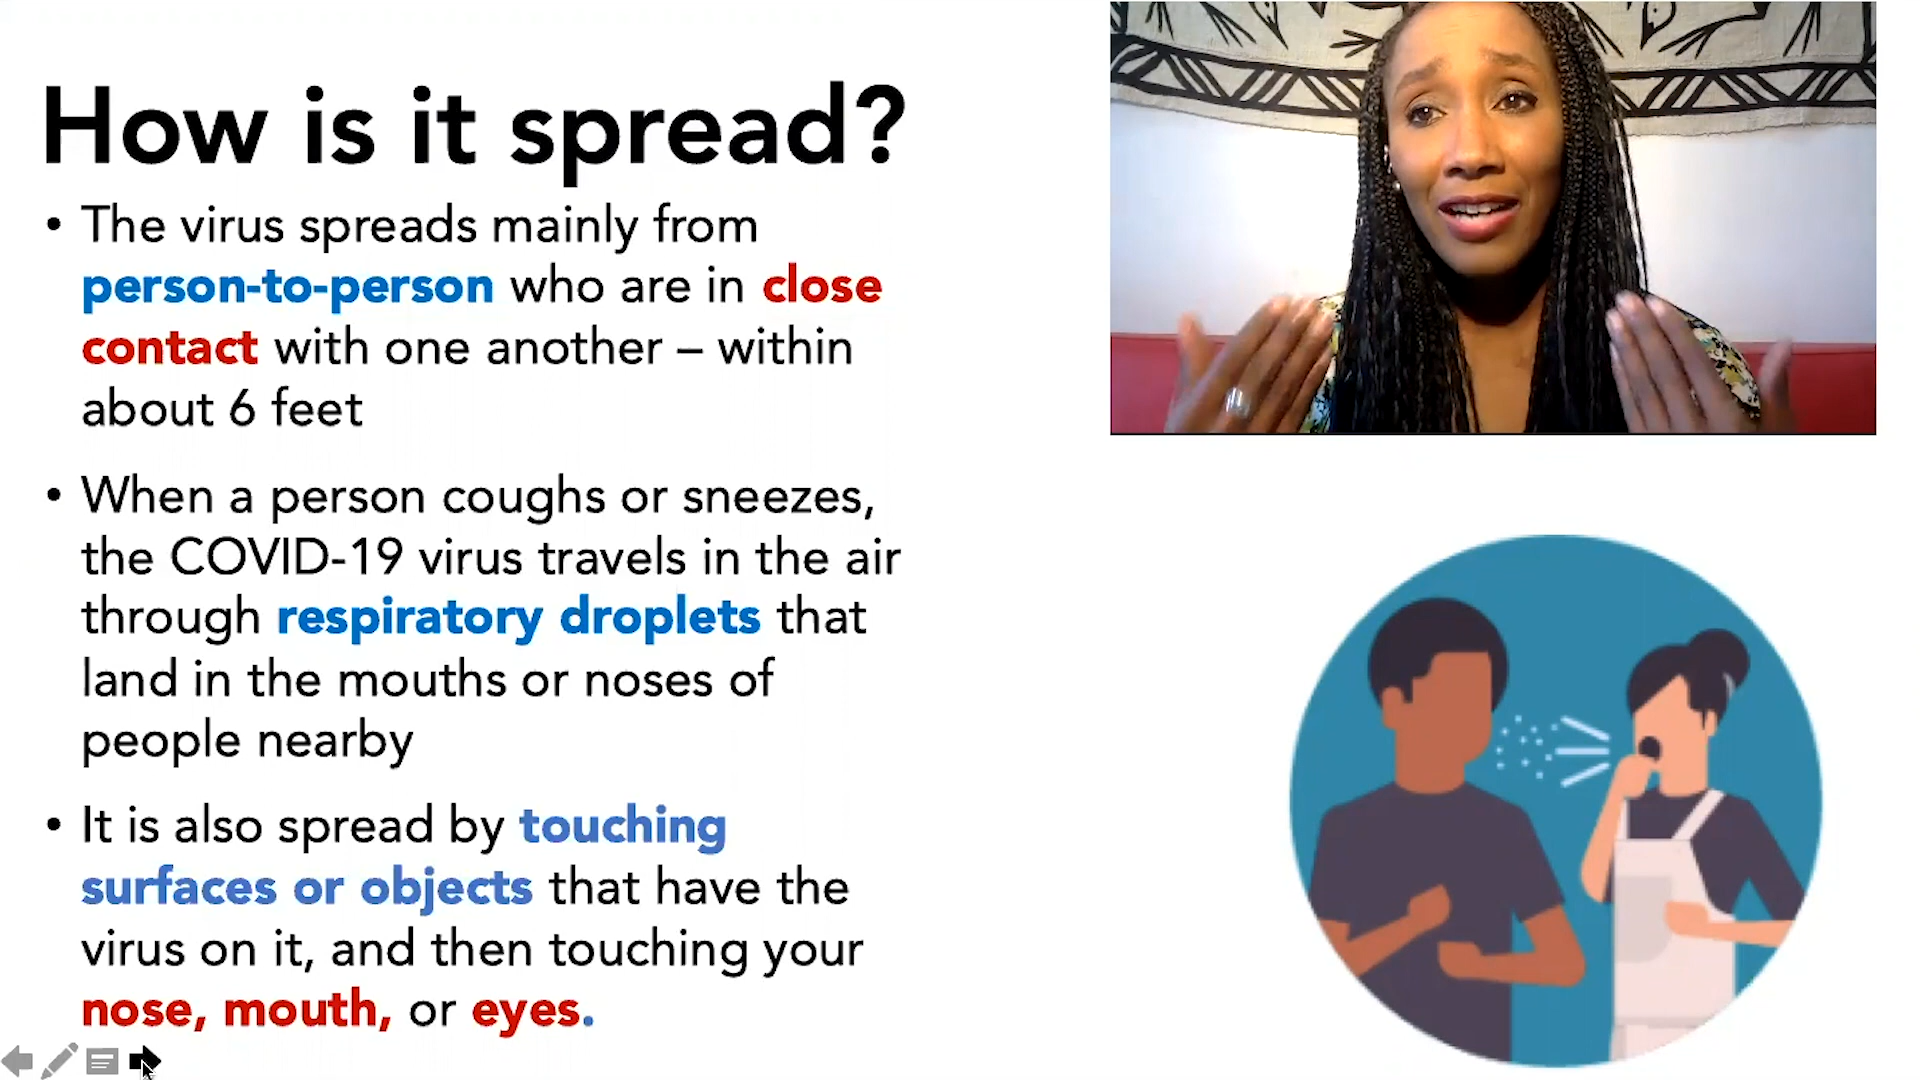 How is it spread?
• The virus spreads mainly from
person-to-person who are in close
contact with one another – within
about 6 feet
• When a person coughs or sneezes,
the COVID-19 virus travels in the air
through respiratory droplets that
land in the mouths or noses of
people nearby
• It is also spread by touching
surfaces or objects that have the
virus on it, and then touching your
nose, mouth, or eyes.